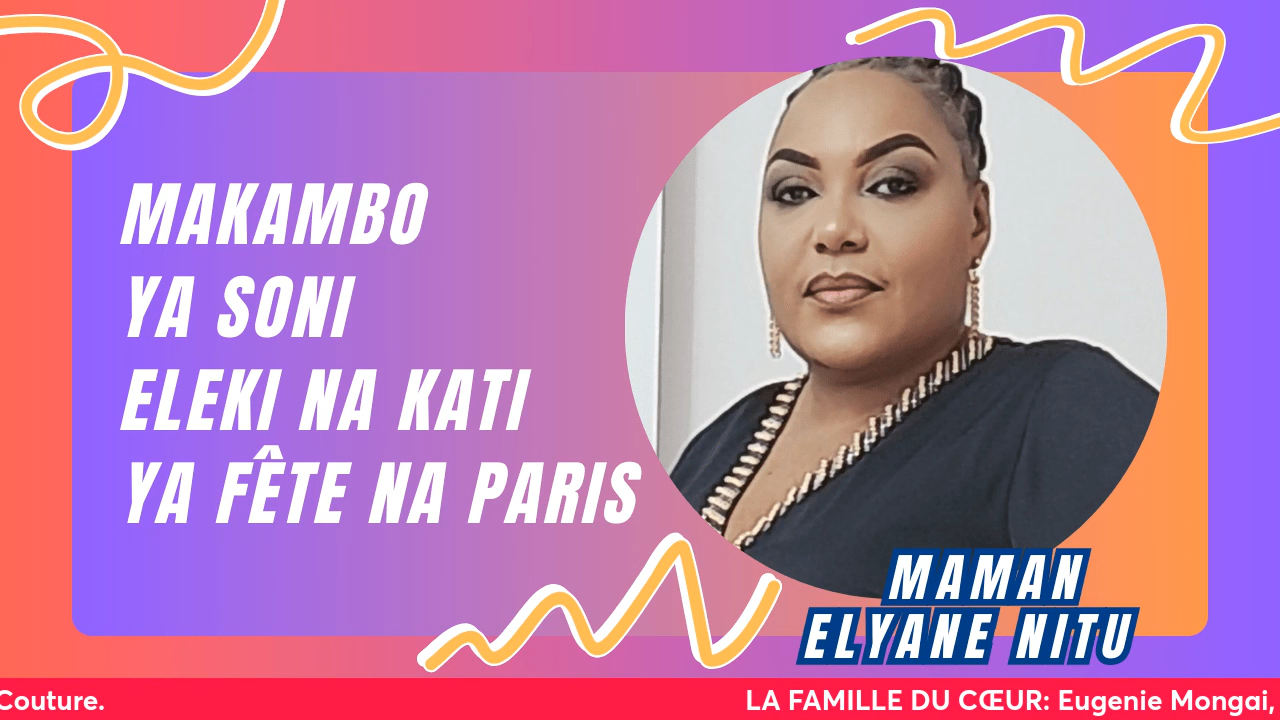 MAKAMBO
YA SONI
ELEKI NA KATI
YA FÊTE NA PARIS
MAMAN
ELYANE NITU
Couture.
LA FAMILLE DU CŒUR: Eugenie Mongai,